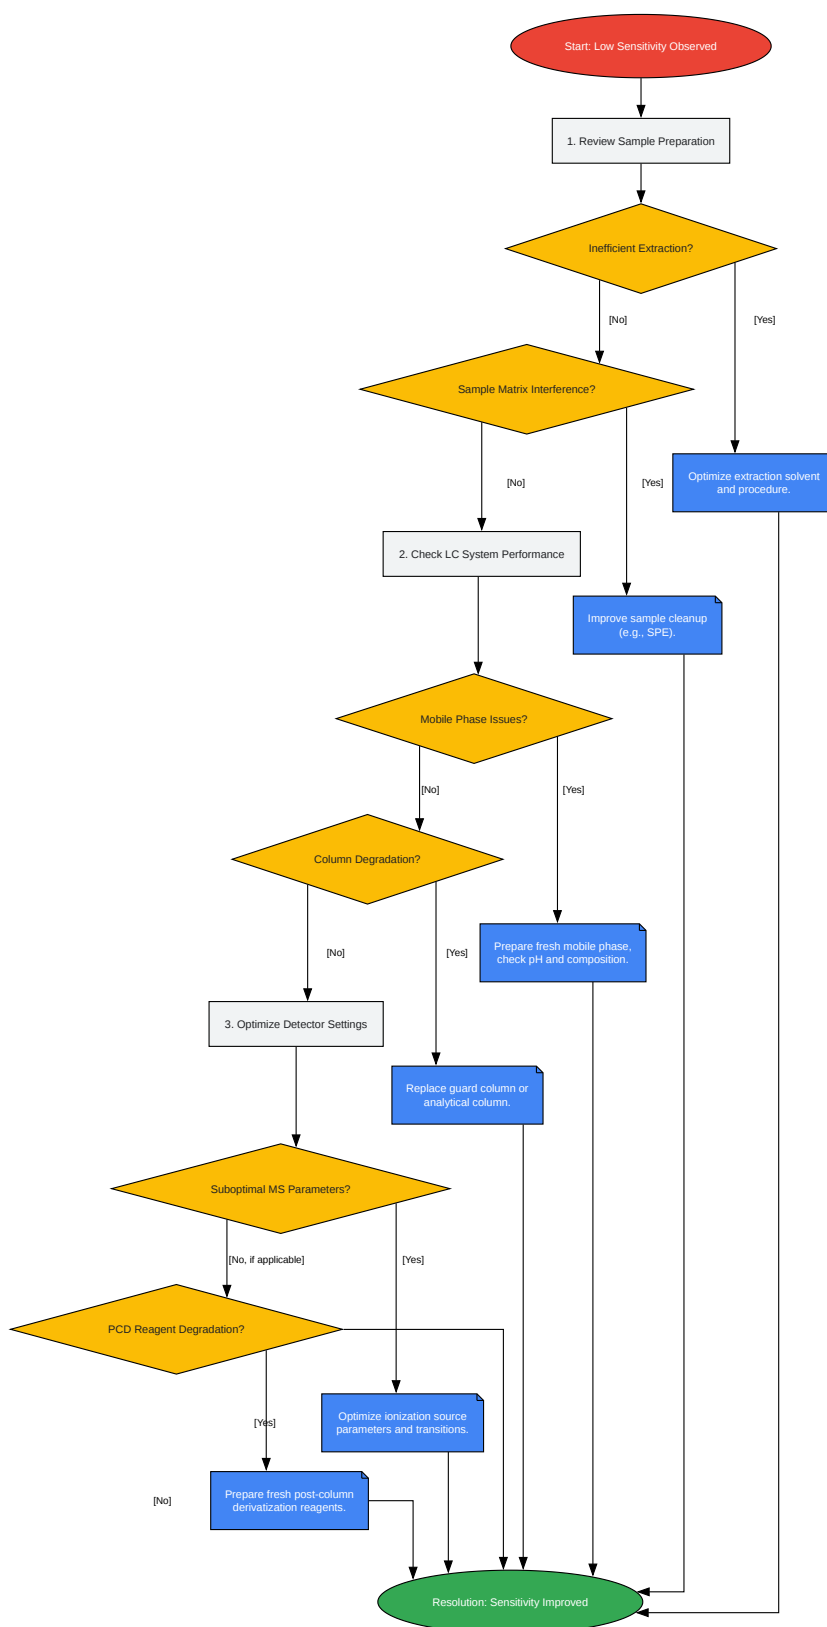 Start: Low Sensitivity Observed
1. Review Sample Preparation
Inefficient Extraction?
[No]
[Yes]
Sample Matrix Interference?
[No]
[Yes]
Optimize extraction solvent
and procedure.
2. Check LC System Performance
Improve sample cleanup
(e.g., SPE).
Mobile Phase Issues?
[No]
[Yes]
Column Degradation?
[No]
[Yes]
Prepare fresh mobile phase,
check pH and composition.
3. Optimize Detector Settings
Replace guard column or
analytical column.
Suboptimal MS Parameters?
[No, if applicable]
[Yes]
PCD Reagent Degradation?
[Yes]
Optimize ionization source
parameters and transitions.
[No]
Prepare fresh post-column
derivatization reagents.
Resolution: Sensitivity Improved